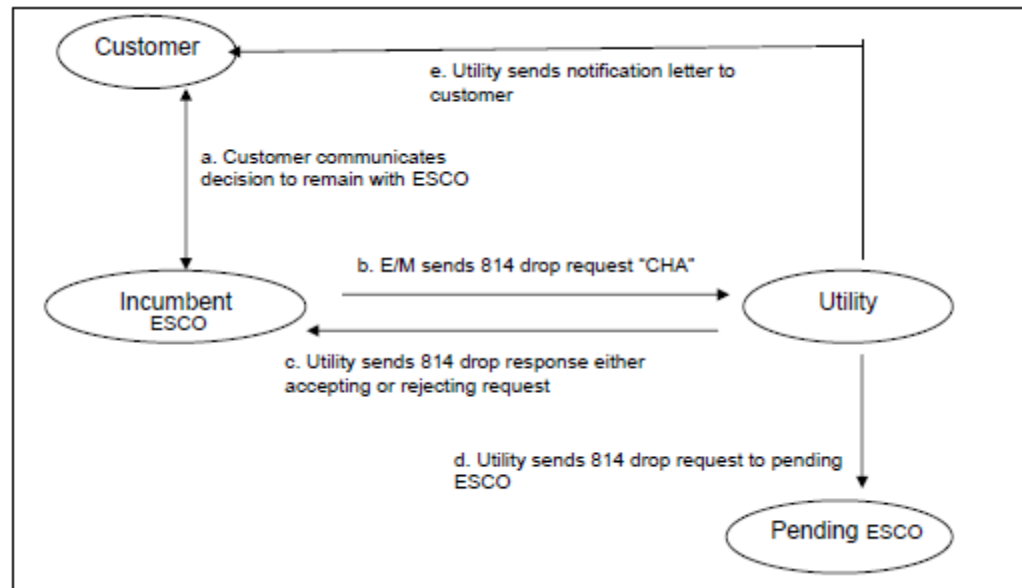 Customer
e. Utility sends notification letter to
customer
a. Customer communicates
decision to remain with ESCO
b. E/M sends 814 drop request "CHA"
Incumbent
ESCO
Utility
c. Utility sends 814 drop response either
accepting or rejecting request
d. Utility sends 814 drop request to pending
ESCO
Pending ESCO